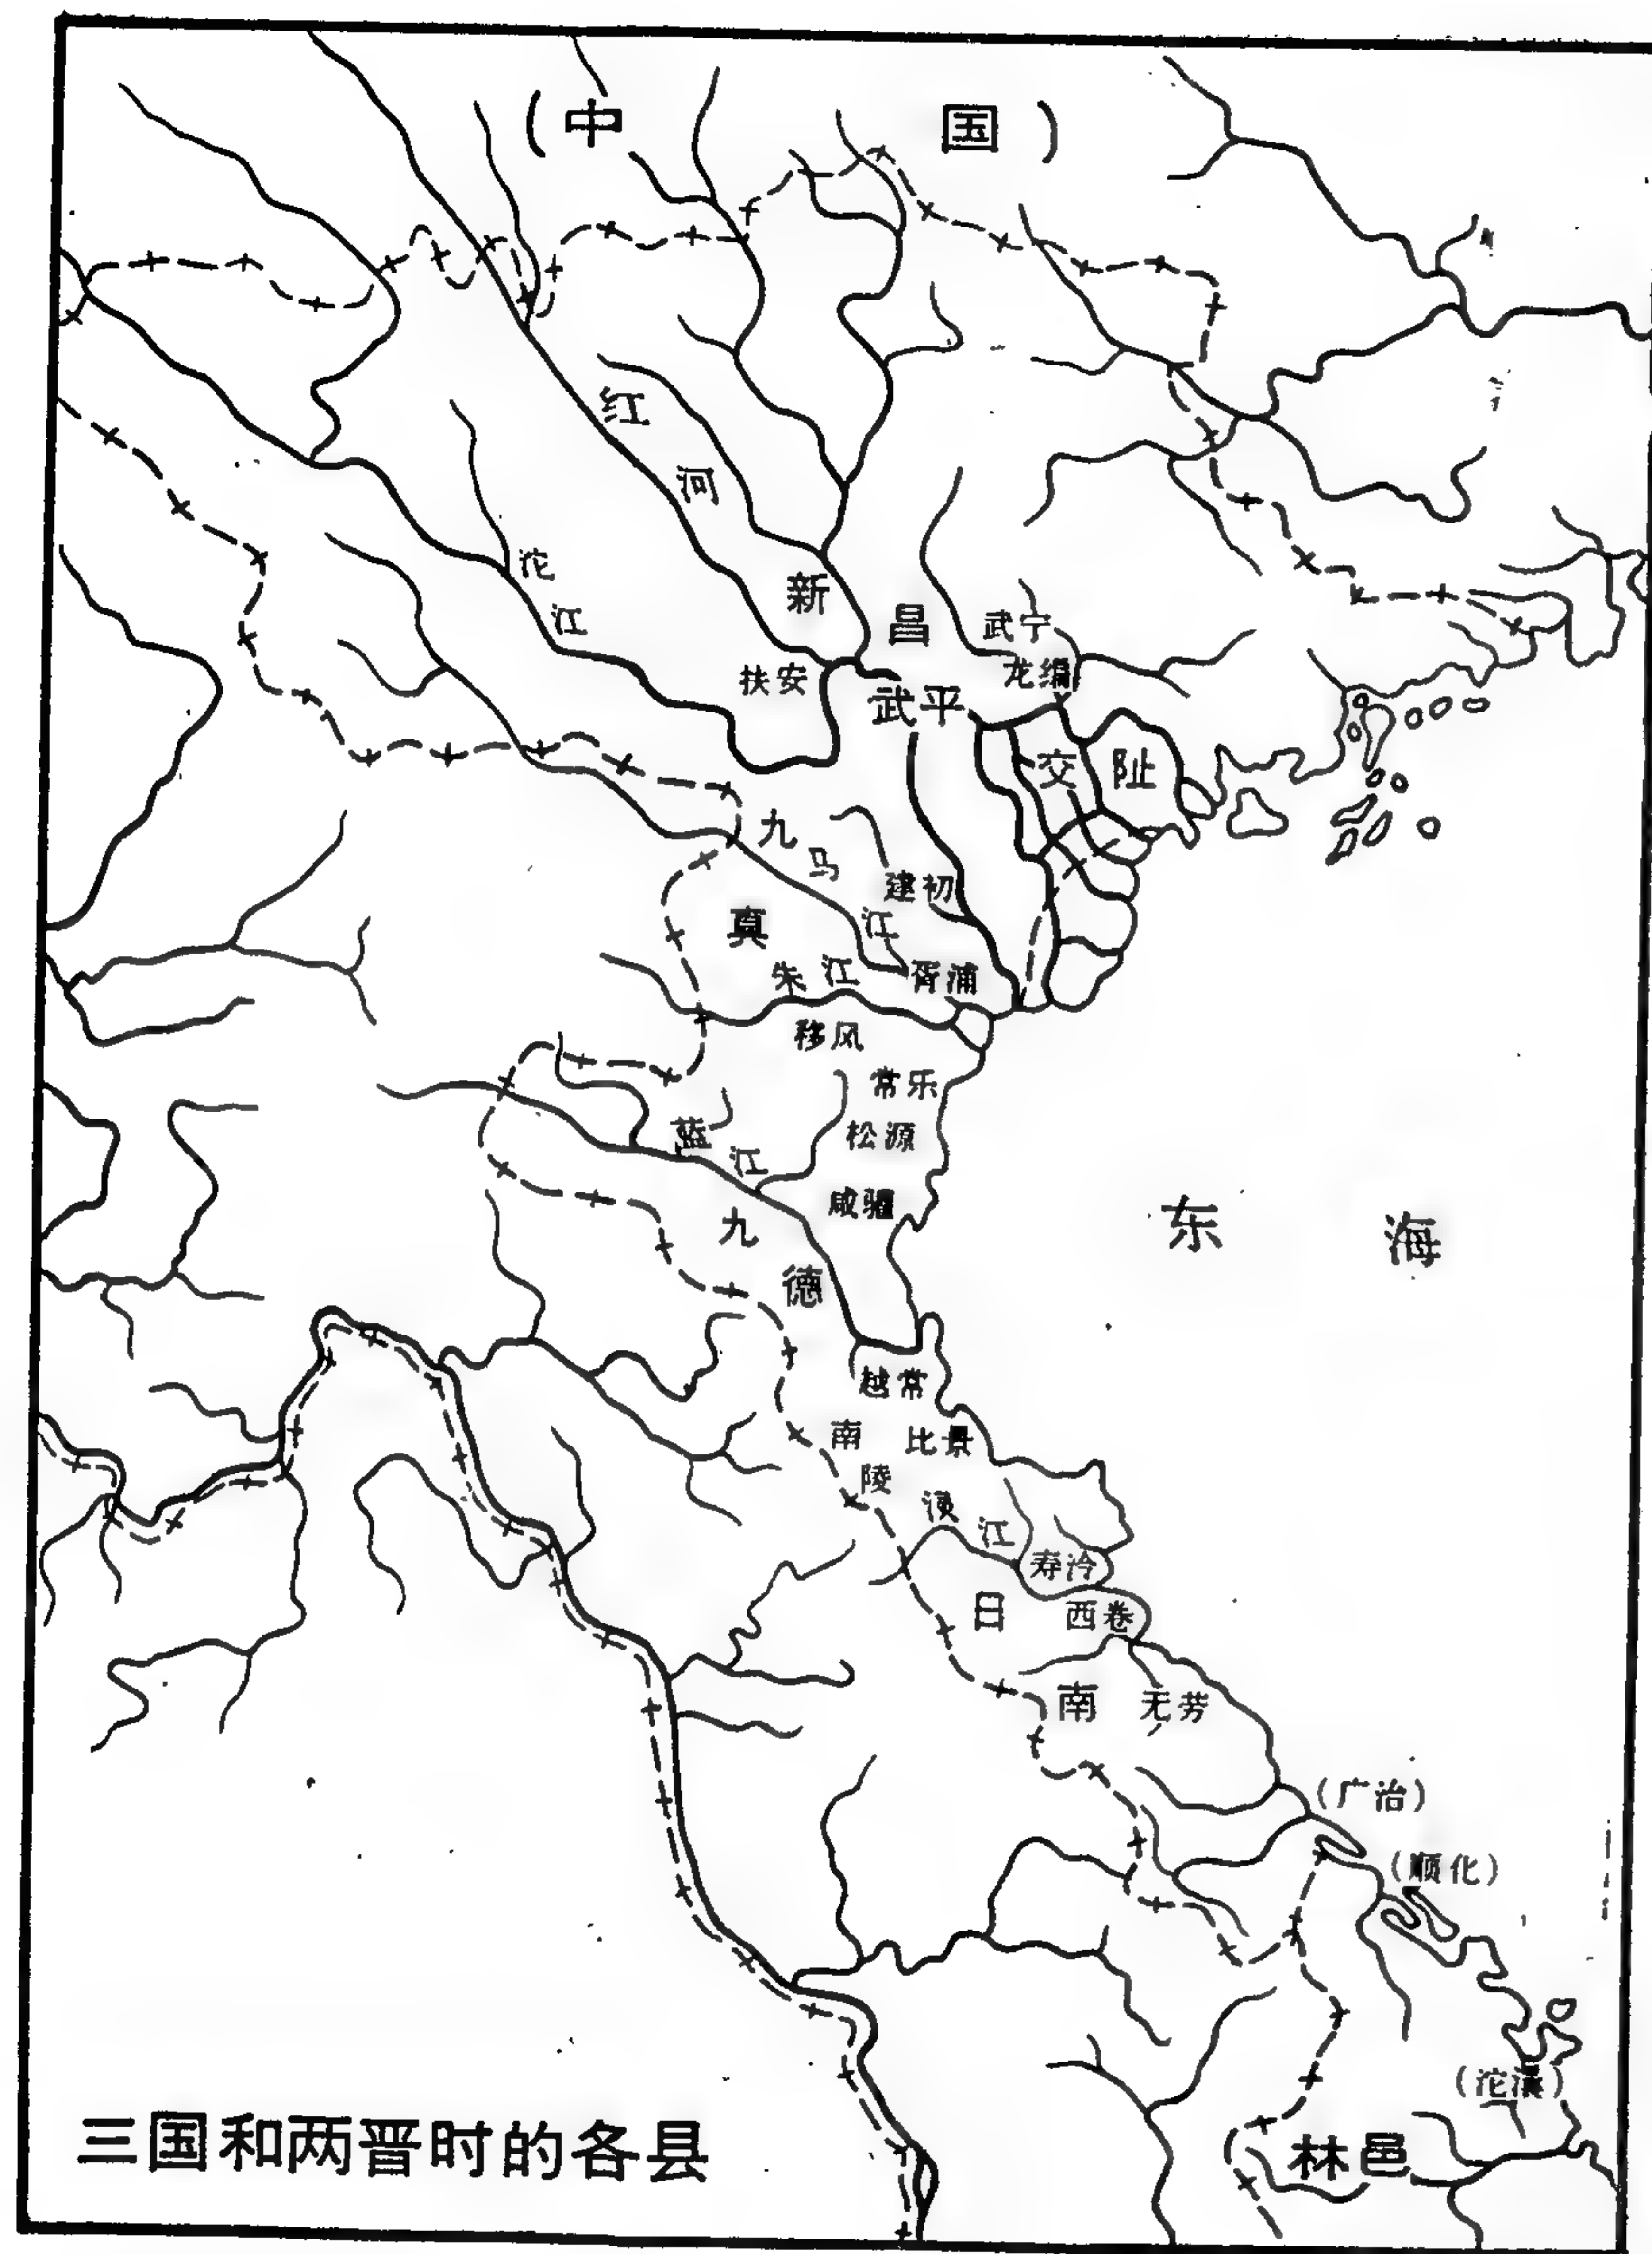 （中国）
红河
沱江
新昌
武宁
龙编
扶安
武平
交阯
九真
马江
建初
胥浦
朱江
移风
常乐
松源
蓝江
咸驩
九德
越常
南陵
比景
江
寿泠
西卷
日南
无劳
（广治）
（顺化）
（沱㶞）
东海
林邑
三国和两晋时的各县